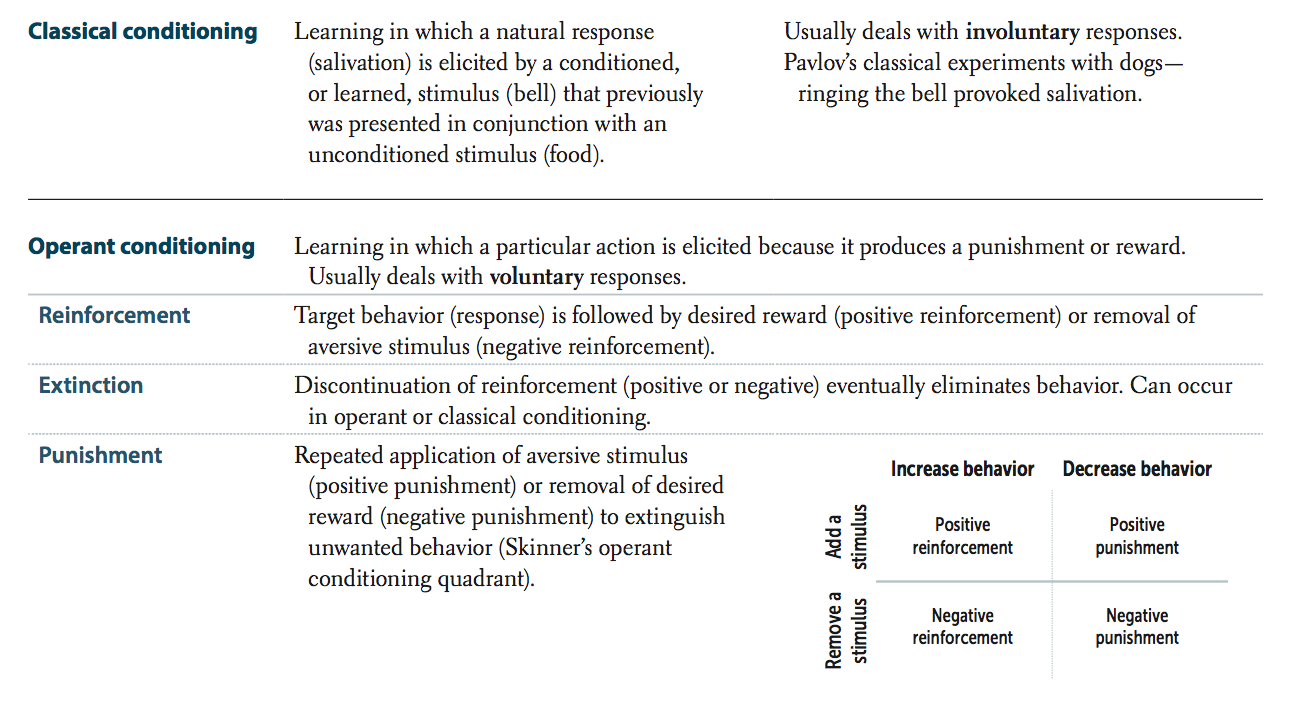 Classical conditioning
Learning in which a natural response
(salivation) is elicited by a conditioned,
or learned, stimulus (bell) that previously
was presented in conjunction with an
unconditioned stimulus (food).
Usually deals with involuntary responses.
Pavlov’s classical experiments with dogs—
ringing the bell provoked salivation.
Operant conditioning
Learning in which a particular action is elicited because it produces a punishment or reward.
Usually deals with voluntary responses.
Reinforcement
Target behavior (response) is followed by desired reward (positive reinforcement) or removal of
aversive stimulus (negative reinforcement).
Extinction
Discontinuation of reinforcement (positive or negative) eventually eliminates behavior. Can occur
in operant or classical conditioning.
Punishment
Repeated application of aversive stimulus
(positive punishment) or removal of desired
reward (negative punishment) to extinguish
unwanted behavior (Skinner’s operant
conditioning quadrant).
Increase behavior
Decrease behavior
Add a
stimulus
Positive
reinforcement
Positive
punishment
Remove a
stimulus
Negative
reinforcement
Negative
punishment